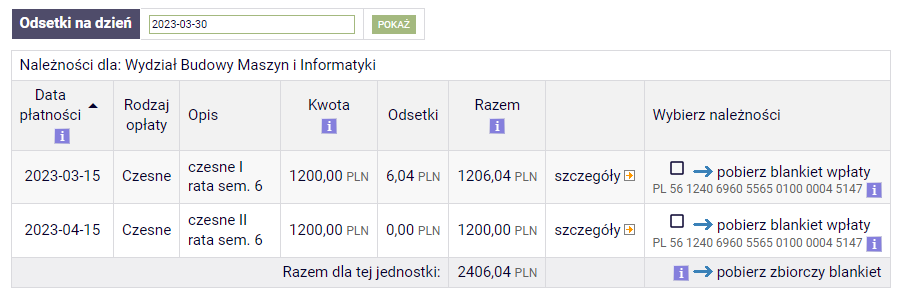 Odsetki na dzień 2023-03-30 POKAŻ
Należności dla: Wydział Budowy Maszyn i Informatyki
Data płatności i Rodzaj opłaty Opis Kwota i Odsetki Razem i Wybierz należności
2023-03-15 Czesne czesne I rata sem. 6 1200,00 PLN 6,04 PLN 1206,04 PLN szczegóły pobierz blankiet wpłaty
PL 56 1240 6960 5565 0100 0004 5147 i
2023-04-15 Czesne czesne II rata sem. 6 1200,00 PLN 0,00 PLN 1200,00 PLN szczegóły pobierz blankiet wpłaty
PL 56 1240 6960 5565 0100 0004 5147 i
Razem dla tej jednostki: 2406,04 PLN i pobierz zbiorczy blankiet